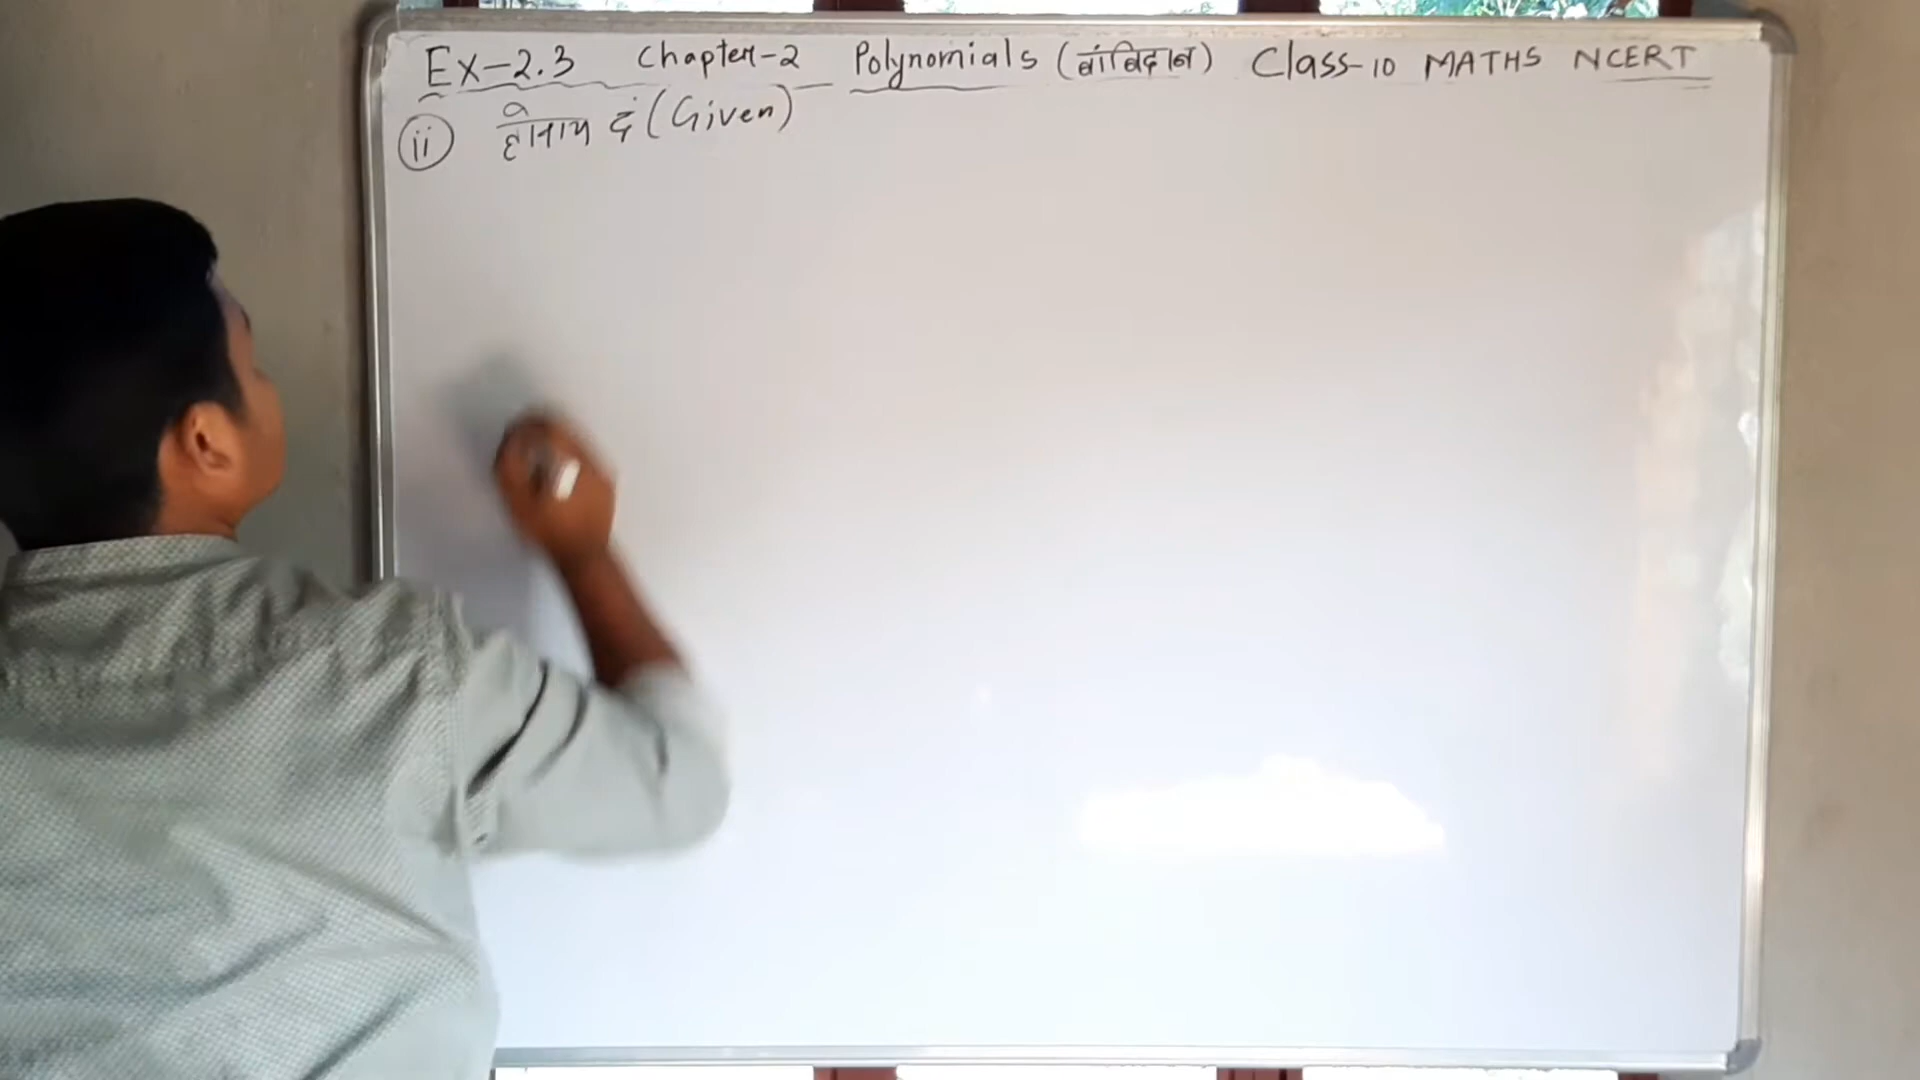 Ex-2.3 Chapter-2 Polynomials Class-10 MATHS NCERT
ii (Given)